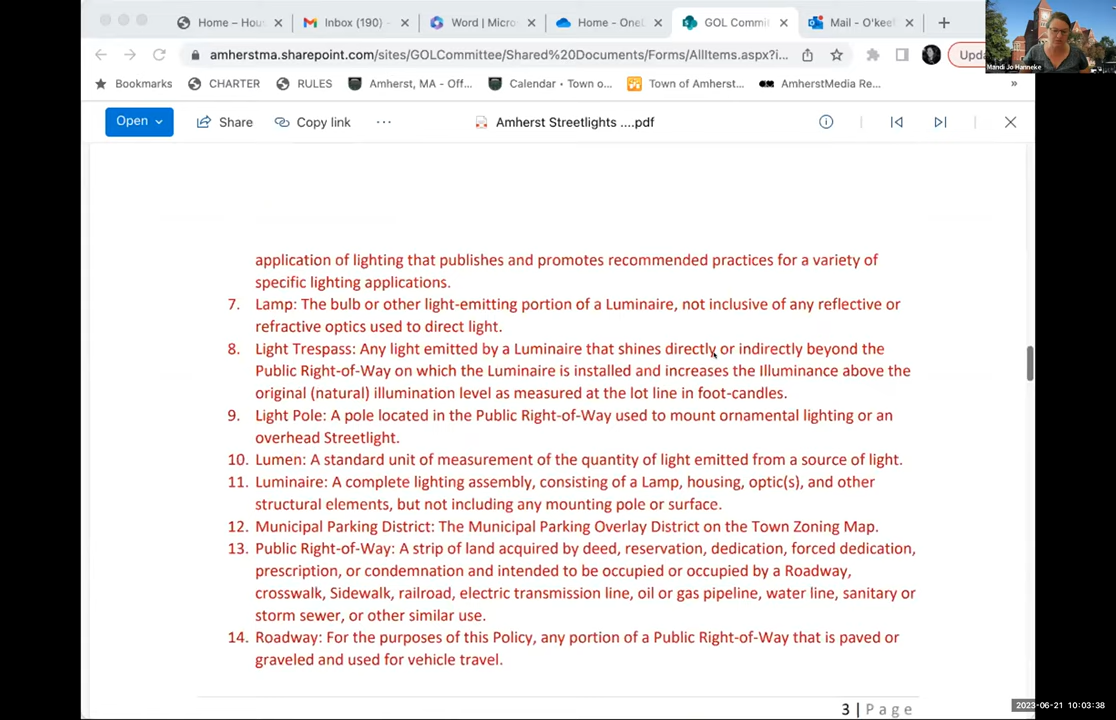 Home – Hous
Inbox (190) -
Word | Micro
Home - OneD
GOL Commi
Mail - O'kee
amherstma.sharepoint.com/sites/GOLCommittee/Shared%20Documents/Forms/AllItems.aspx?i...
Upda
Mandi Jo Hanneke
Bookmarks
CHARTER
RULES
Amherst, MA - Off...
Calendar • Town o...
Town of Amherst...
AmherstMedia Re...
»
Open
Share
Copy link
...
Amherst Streetlights ....pdf
application of lighting that publishes and promotes recommended practices for a variety of
specific lighting applications.
7. Lamp: The bulb or other light-emitting portion of a Luminaire, not inclusive of any reflective or
refractive optics used to direct light.
8. Light Trespass: Any light emitted by a Luminaire that shines directly or indirectly beyond the
Public Right-of-Way on which the Luminaire is installed and increases the Illuminance above the
original (natural) illumination level as measured at the lot line in foot-candles.
9. Light Pole: A pole located in the Public Right-of-Way used to mount ornamental lighting or an
overhead Streetlight.
10. Lumen: A standard unit of measurement of the quantity of light emitted from a source of light.
11. Luminaire: A complete lighting assembly, consisting of a Lamp, housing, optic(s), and other
structural elements, but not including any mounting pole or surface.
12. Municipal Parking District: The Municipal Parking Overlay District on the Town Zoning Map.
13. Public Right-of-Way: A strip of land acquired by deed, reservation, dedication, forced dedication,
prescription, or condemnation and intended to be occupied or occupied by a Roadway,
crosswalk, Sidewalk, railroad, electric transmission line, oil or gas pipeline, water line, sanitary or
storm sewer, or other similar use.
14. Roadway: For the purposes of this Policy, any portion of a Public Right-of-Way that is paved or
graveled and used for vehicle travel.
3 | Page
2023-06-21 10:03:38